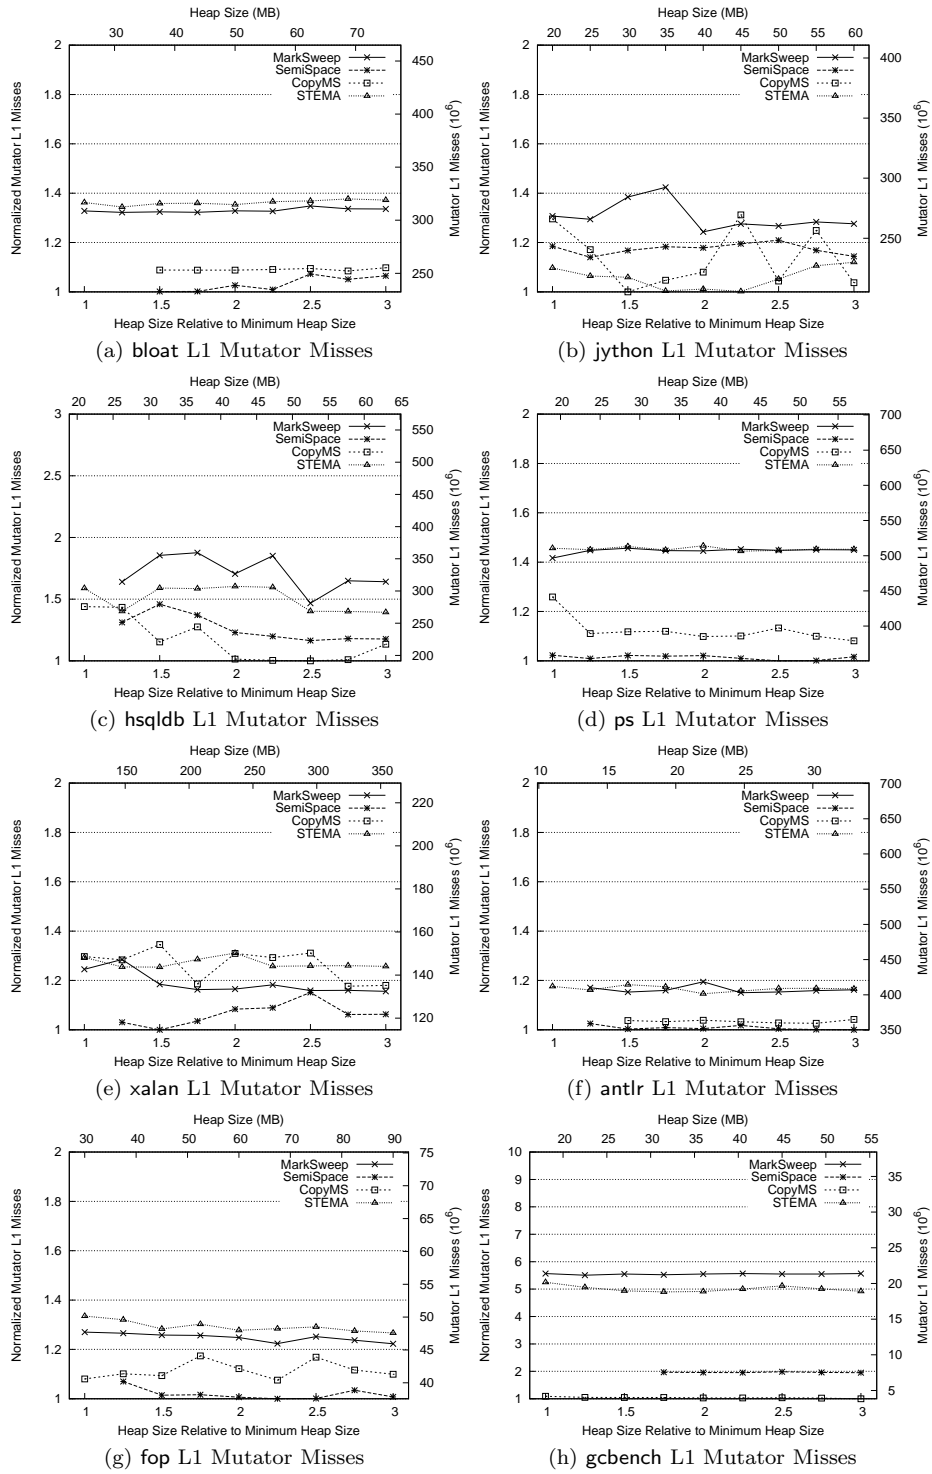 Heap Size (MB)
30 40 50 60 70
Normalized Mutator L1 Misses
2
1.8
1.6
1.4
1.2
1
MarkSweep
SemiSpace
CopyMS
STEMA
450
400
350
300
250
Mutator L1 Misses (10^6)
1 1.5 2 2.5 3
Heap Size Relative to Minimum Heap Size
(a) bloat L1 Mutator Misses
Heap Size (MB)
20 25 30 35 40 45 50 55 60
Normalized Mutator L1 Misses
2
1.8
1.6
1.4
1.2
1
MarkSweep
SemiSpace
CopyMS
STEMA
400
350
300
250
Mutator L1 Misses (10^6)
1 1.5 2 2.5 3
Heap Size Relative to Minimum Heap Size
(b) jython L1 Mutator Misses
Heap Size (MB)
21 26 32 37 42 47 52 58 65
Normalized Mutator L1 Misses
3
2.5
2
1.5
1
MarkSweep
SemiSpace
CopyMS
STEMA
550
500
450
400
350
300
250
200
Mutator L1 Misses (10^6)
1 1.5 2 2.5 3
Heap Size Relative to Minimum Heap Size
(c) hsqldb L1 Mutator Misses
Heap Size (MB)
20 25 30 35 40 45 50 55
Normalized Mutator L1 Misses
2
1.8
1.6
1.4
1.2
1
MarkSweep
SemiSpace
CopyMS
STEMA
700
650
600
550
500
400
350
Mutator L1 Misses (10^6)
1 1.5 2 2.5 3
Heap Size Relative to Minimum Heap Size
(d) ps L1 Mutator Misses
Heap Size (MB)
150 200 250 300 350
Normalized Mutator L1 Misses
2
1.8
1.6
1.4
1.2
1
MarkSweep
SemiSpace
CopyMS
STEMA
220
200
180
160
140
120
Mutator L1 Misses (10^6)
1 1.5 2 2.5 3
Heap Size Relative to Minimum Heap Size
(e) xalan L1 Mutator Misses
Heap Size (MB)
11 14 16 19 22 25 30
Normalized Mutator L1 Misses
2
1.8
1.6
1.4
1.2
1
MarkSweep
SemiSpace
CopyMS
STEMA
700
650
600
550
500
450
400
350
Mutator L1 Misses (10^6)
1 1.5 2 2.5 3
Heap Size Relative to Minimum Heap Size
(f) antlr L1 Mutator Misses
Heap Size (MB)
30 40 45 50 60 67 75 82 90
Normalized Mutator L1 Misses
2
1.8
1.6
1.4
1.2
1
MarkSweep
SemiSpace
CopyMS
STEMA
75
70
65
60
55
50
45
40
Mutator L1 Misses (10^6)
1 1.5 2 2.5 3
Heap Size Relative to Minimum Heap Size
(g) fop L1 Mutator Misses
Heap Size (MB)
20 25 30 35 40 45 50 55
Normalized Mutator L1 Misses
10
9
8
7
6
5
4
3
2
1
MarkSweep
SemiSpace
CopyMS
STEMA
35
30
25
20
15
10
5
Mutator L1 Misses (10^6)
1 1.5 2 2.5 3
Heap Size Relative to Minimum Heap Size
(h) gcbench L1 Mutator Misses